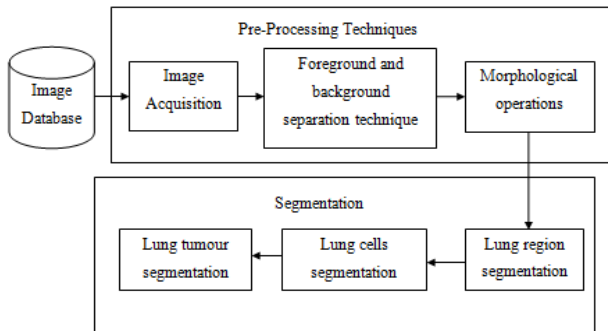 Pre-Processing Techniques
Image
Database
Image
Acquisition
Foreground and
background
separation technique
Morphological
operations
Segmentation
Lung region
segmentation
Lung cells
segmentation
Lung tumour
segmentation